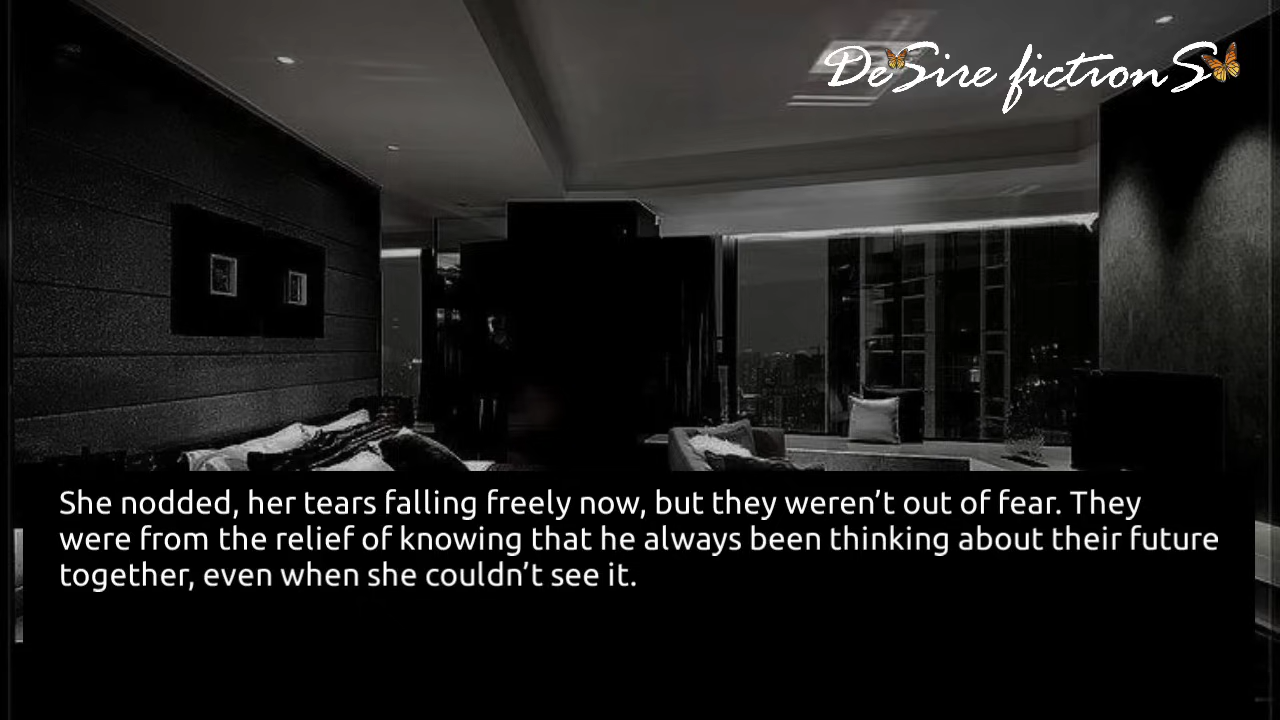 DeSire fictionS
She nodded, her tears falling freely now, but they weren’t out of fear. They
were from the relief of knowing that he always been thinking about their future
together, even when she couldn’t see it.